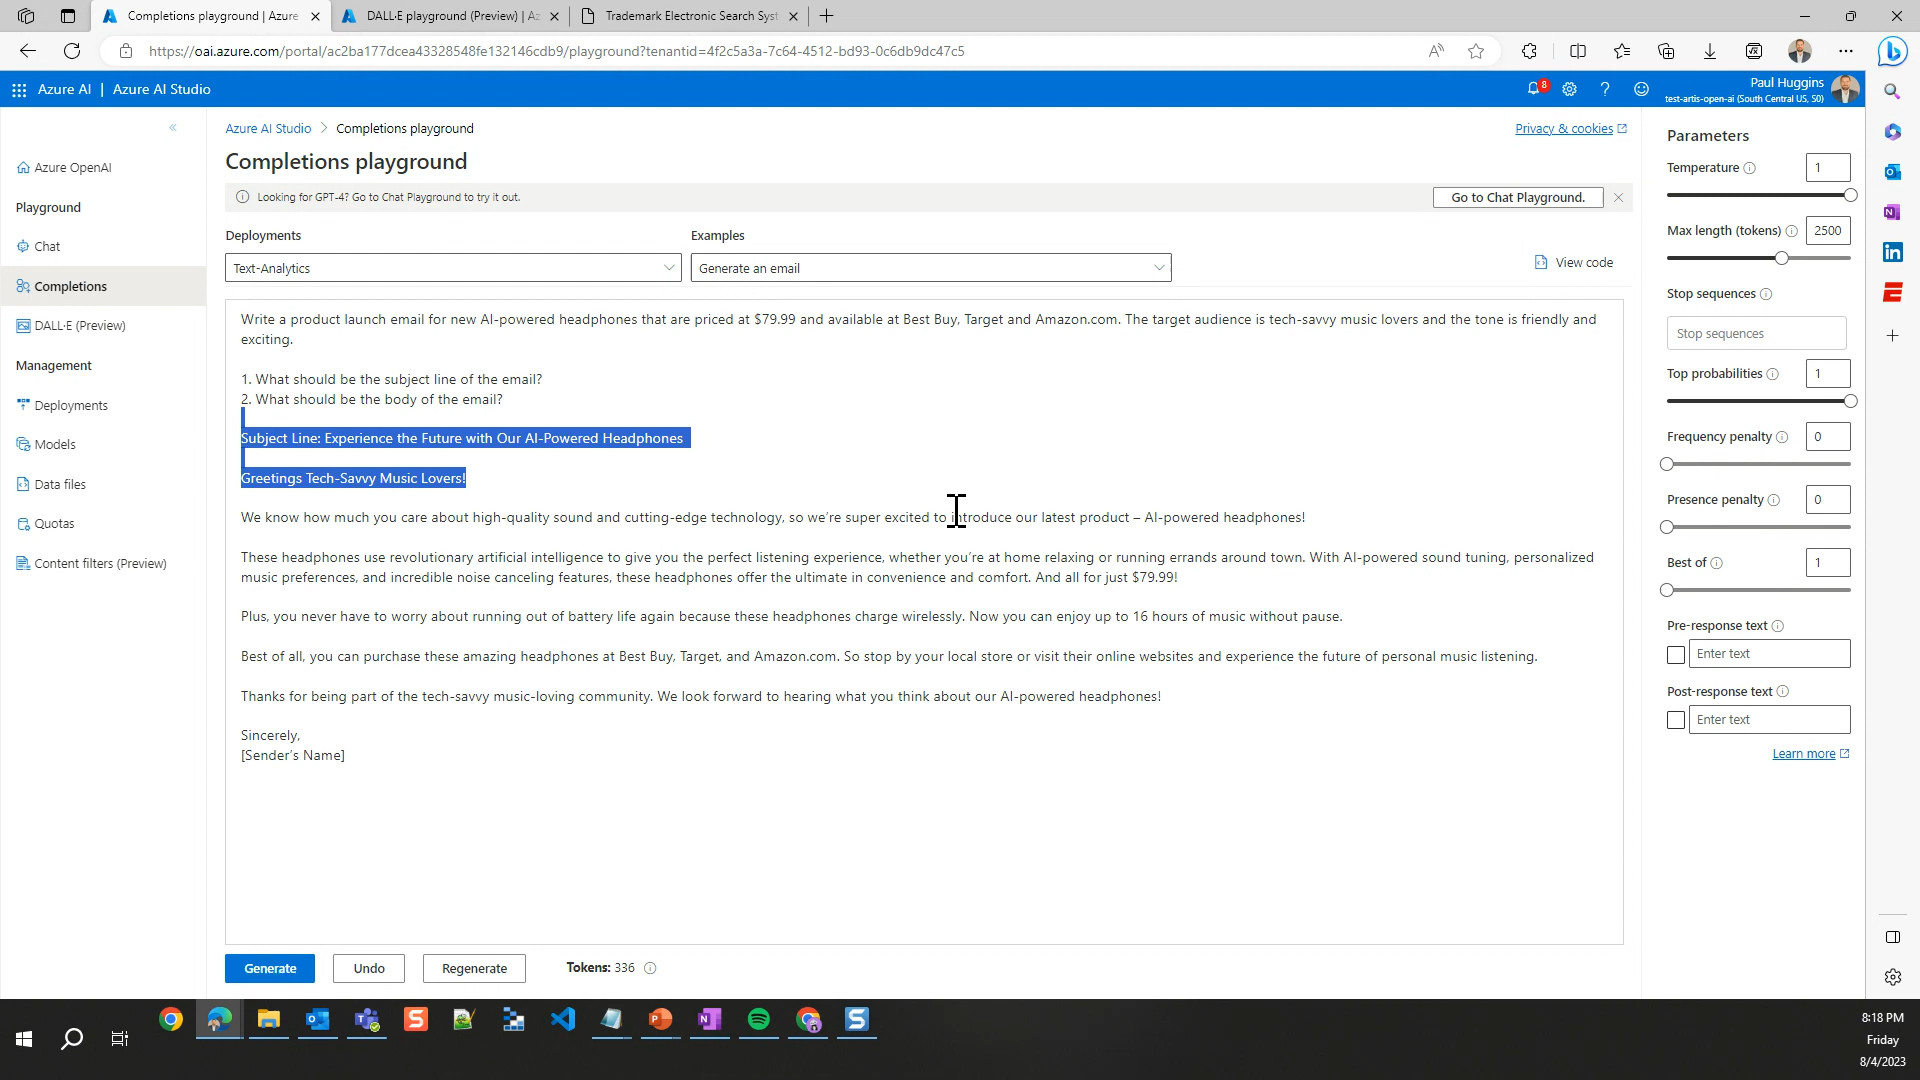 Completions playground | Azure
DALL·E playground (Preview) | Az
Trademark Electronic Search Syst
https://oai.azure.com/portal/ac2ba177dcea43328548fe132146cdb9/playground?tenantid=4f2c5a3a-7c64-4512-bd93-0c6db9dc47c5
Azure AI | Azure AI Studio
8
Paul Huggins
test-artis-open-ai (South Central US, S0)
Azure OpenAI
Playground
Chat
Completions
DALL·E (Preview)
Management
Deployments
Models
Data files
Quotas
Content filters (Preview)
Azure AI Studio > Completions playground
Privacy & cookies
Completions playground
Looking for GPT-4? Go to Chat Playground to try it out.
Go to Chat Playground.
Deployments
Text-Analytics
Examples
Generate an email
View code
Write a product launch email for new AI-powered headphones that are priced at $79.99 and available at Best Buy, Target and Amazon.com. The target audience is tech-savvy music lovers and the tone is friendly and
exciting.
1. What should be the subject line of the email?
2. What should be the body of the email?
Subject Line: Experience the Future with Our AI-Powered Headphones
Greetings Tech-Savvy Music Lovers!
We know how much you care about high-quality sound and cutting-edge technology, so we're super excited to introduce our latest product – AI-powered headphones!
These headphones use revolutionary artificial intelligence to give you the perfect listening experience, whether you're at home relaxing or running errands around town. With AI-powered sound tuning, personalized
music preferences, and incredible noise canceling features, these headphones offer the ultimate in convenience and comfort. And all for just $79.99!
Plus, you never have to worry about running out of battery life again because these headphones charge wirelessly. Now you can enjoy up to 16 hours of music without pause.
Best of all, you can purchase these amazing headphones at Best Buy, Target, and Amazon.com. So stop by your local store or visit their online websites and experience the future of personal music listening.
Thanks for being part of the tech-savvy music-loving community. We look forward to hearing what you think about our AI-powered headphones!
Sincerely,
[Sender's Name]
Generate
Undo
Regenerate
Tokens: 336
Parameters
Temperature
1
Max length (tokens)
2500
Stop sequences
Stop sequences
Top probabilities
1
Frequency penalty
0
Presence penalty
0
Best of
1
Pre-response text
Enter text
Post-response text
Enter text
Learn more
8:18 PM
Friday
8/4/2023